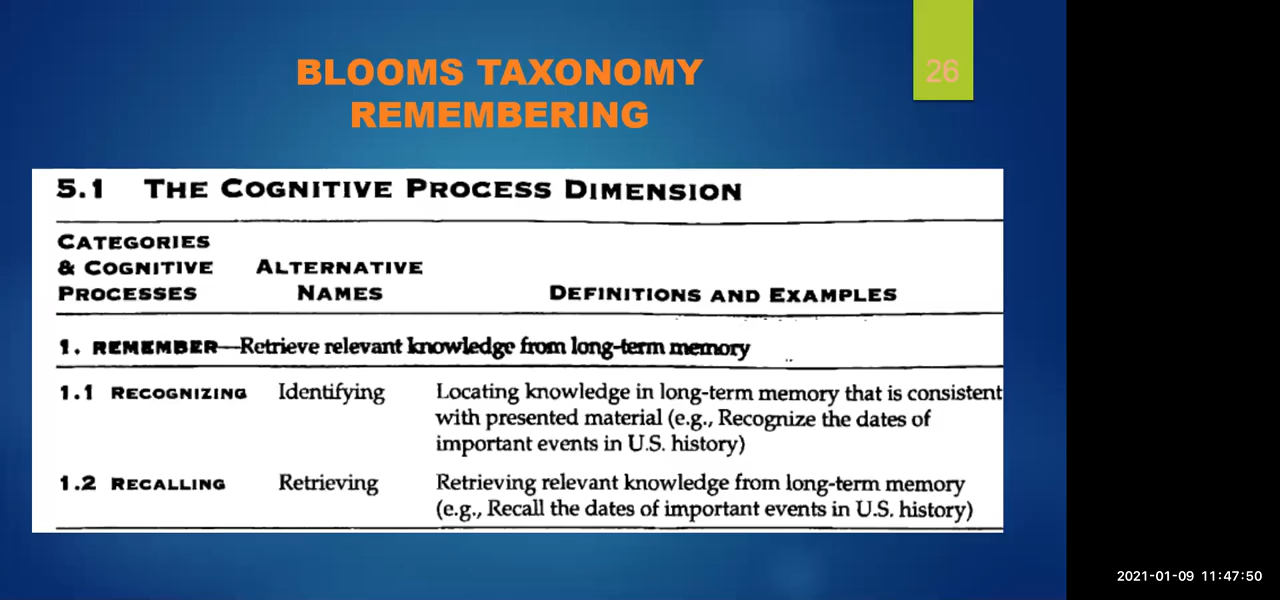 BLOOMS TAXONOMY
REMEMBERING
26
5.1 THE COGNITIVE PROCESS DIMENSION
CATEGORIES
& COGNITIVE
PROCESSES
ALTERNATIVE
NAMES
DEFINITIONS AND EXAMPLES
1. REMEMBER—Retrieve relevant knowledge from long-term memory
1.1 RECOGNIZING
Identifying
Locating knowledge in long-term memory that is consistent
with presented material (e.g., Recognize the dates of
important events in U.S. history)
1.2 RECALLING
Retrieving
Retrieving relevant knowledge from long-term memory
(e.g., Recall the dates of important events in U.S. history)
2021-01-09 11:47:50